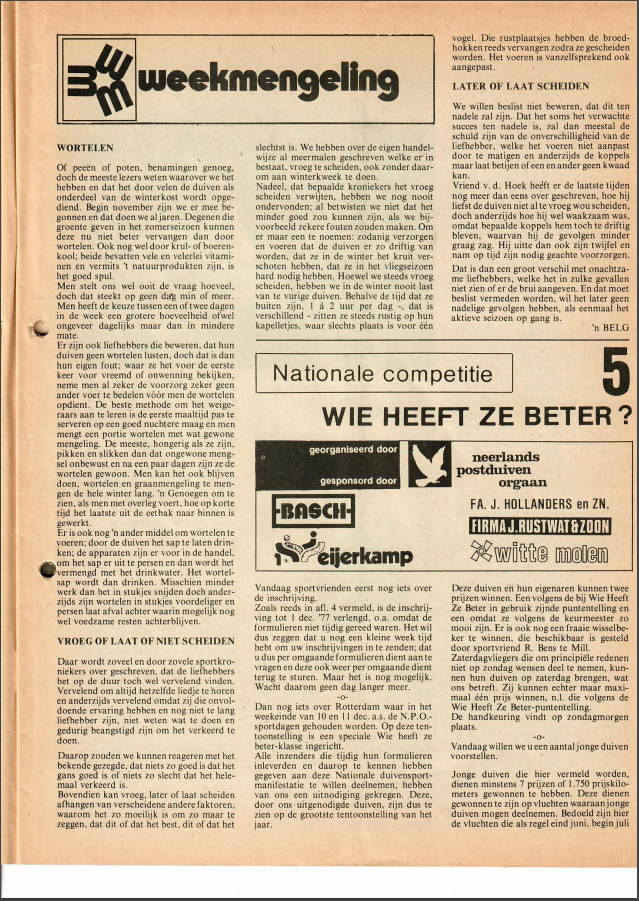 weekmengeling
WORTELEN
Of peeën of poten, benamingen genoeg,
doch de meeste lezers weten waarover we het
hebben en dat het door velen de duiven als
onderdeel van de winterkost wordt opge-
diend. Begin november zijn we er mee be-
gonnen en dat doen we al jaren. Degenen die
groente geven in het zomerseizoen kunnen
deze nu niet beter vervangen dan door
wortelen. Ook nog wel door krul- of boeren-
kool; beide bevatten vele en velerlei vitami-
nen en vermits 't natuurprodukten zijn, is
het goed spul.
Men stelt ons wel ooit de vraag hoeveel,
doch dat steekt op geen dag min of meer.
Men heeft de keuze tussen een of twee dagen
in de week een grotere hoeveelheid ofwel
ongeveer dagelijks maar dan in mindere
mate.
Er zijn ook liefhebbers die beweren, dat hun
duiven geen wortelen lusten, doch dat is dan
hun eigen fout; waar ze het voor de eerste
keer voor vreemd of onwenning bekijken,
neme men al zeker de voorzorg zeker geen
ander voer te bedelen vóór men de wortelen
opdient. De beste methode om het weige-
raars aan te leren is de eerste maaltijd pas te
serveren op een goed nuchtere maag en men
mengt een portie wortelen met wat gewone
mengeling. De meeste, hongerig als ze zijn,
pikken en slikken dan dat ongewone meng-
sel onbewust en na een paar dagen zijn ze de
wortelen gewoon. Men kan het ook blijven
doen, wortelen en graanmengeling te men-
gen de hele winter lang. 'n Genoegen om te
zien, als men met overleg voert, hoe op korte
tijd het laatste uit de eetbak naar binnen is
gewerkt.
Er is ook nog 'n ander middel om wortelen te
voeren; door de duiven het sap te laten drin-
ken; de apparaten zijn er voor in de handel,
om het sap er uit te persen en dan wordt het
vermengd met het drinkwater. Het wortel-
sap wordt dan drinken. Misschien minder
werk dan het in stukjes snijden doch ander-
zijds zijn wortelen in stukjes voordeliger en
persen laat afval achter waarin mogelijk nog
wel voedzame resten achterblijven.
VROEG OF LAAT OF NIET SCHEIDEN
Daar wordt zoveel en door zovele sportkro-
niekers over geschreven, dat de liefhebbers
het op de duur toch wel vervelend vinden.
Vervelend om altijd hetzelfde liedje te horen
en anderzijds vervelend omdat zij die onvol-
doende ervaring hebben en nog niet te lang
liefhebber zijn, niet weten wat te doen en
gedurig beangstigd zijn om het verkeerd te
doen.
Daarop zouden we kunnen reageren met het
bekende gezegde, dat niets zo goed is dat het
gans goed is of niets zo slecht dat het hele-
maal verkeerd is.
Bovendien kan vroeg, later of laat scheiden
afhangen van verscheidene andere faktoren,
waarom het zo moeilijk is om zo maar te
zeggen, dat dit of dat het best, dit of dat het
slechtst is. We hebben over de eigen handel-
wijze al meermalen geschreven welke er in
bestaat, vroeg te scheiden, ook zonder daar-
om aan winterkweek te doen.
Nadeel, dat bepaalde kroniekers het vroeg
scheiden verwijten, hebben we nog nooit
ondervonden; al betwisten we niet dat het
minder goed zou kunnen zijn, als we bij-
voorbeeld zekere fouten zouden maken. Om
er maar een te noemen: zodanig verzorgen
en voeren dat de duiven er zo driftig van
worden, dat ze in de winter het kruit ver-
schoten hebben, dat ze in het vliegseizoen
hard nodig hebben. Hoewel we steeds vroeg
scheiden, hebben we in de winter nooit last
van te vurige duiven. Behalve de tijd dat ze
buiten zijn, 1 á 2 uur per dag -, dat is
verschillend - zitten ze steeds rustig op hun
kapelletjes, waar slechts plaats is voor één
vogel. Die rustplaatsjes hebben de broed-
hokken reeds vervangen zodra ze gescheiden
worden. Het voeren is vanzelfsprekend ook
aangepast.
LATER OF LAAT SCHEIDEN
We willen beslist niet beweren, dat dit ten
nadele zal zijn. Dat het soms het verwachte
succes ten nadele is, zal dan meestal de
schuld zijn van de onverschilligheid van de
liefhebber, welke het voeren niet aanpast
door te matigen en anderzijds de koppels
maar laat betijen of een en ander geen kwaad
kan.
Vriend v. d. Hoek heeft er de laatste tijden
nog meer dan eens over geschreven, hoe hij
liefst de duiven niet al te vroeg wou scheiden,
doch anderzijds hoe hij wel waakzaam was,
omdat bepaalde koppels hem toch te driftig
bleven, waarvan hij de gevolgen minder
graag zag. Hij uitte dan ook zijn twijfel en
nam op tijd zijn nodig geachte voorzorgen.
Dat is dan een groot verschil met onachtza-
me liefhebbers, welke het in zulke gevallen
niet zien of er de brui aangeven. En dat moet
beslist vermeden worden, wil het later geen
nadelige gevolgen hebben, als eenmaal het
aktieve seizoen op gang is.
'n BELG
Nationale competitie 5
WIE HEEFT ZE BETER?
georganiseerd door
neerlands
postduiven
orgaan
gesponsord door
FA. J. HOLLANDERS en ZN.
BASCH
FIRMA J. RUSTWAT & ZOON
Beijerkamp
witte molen
Vandaag sportvrienden eerst nog iets over
de inschrijving.
Zoals reeds in afl. 4 vermeld, is de inschrij-
ving tot 1 dec. '77 verlengd, o.a. omdat de
formulieren niet tijdig gereed waren. Het wil
dus zeggen dat u nog een kleine week tijd
hebt om uw inschrijvingen in te zenden; dat
u dus per omgaande formulieren dient aan te
vragen en deze ook weer per omgaande dient
terug te sturen. Maar het is nog mogelijk.
Wacht daarom geen dag langer meer.
-o-
Dan nog iets over Rotterdam waar in het
weekeinde van 10 en 11 dec. a.s. de N.P.O.-
sportdagen gehouden worden. Op deze ten-
toonstelling is een speciale Wie heeft ze
beter-klasse ingericht.
Alle inzenders die tijdig hun formulieren
inleverden en daarop te kennen hebben
gegeven aan deze Nationale duivensport-
manifestatie te willen deelnemen, hebben
van ons een uitnodiging gekregen. Deze,
door ons uitgenodigde duiven, zijn dus te
zien op de grootste tentoonstelling van het
jaar.
Deze duiven en hun eigenaren kunnen twee
prijzen winnen. Een volgens de bij Wie Heeft
Ze Beter in gebruik zijnde puntentelling en
een omdat ze volgens de keurmeester zo
mooi zijn. Er is ook nog een fraaie wisselbe-
ker te winnen, die beschikbaar is gesteld
door sportvriend R. Bens te Mill.
Zaterdagvliegers die om principiële redenen
niet op zondag wensen deel te nemen, kun-
nen hun duiven op zaterdag brengen, wat
ons betreft. Zij kunnen echter maar maxi-
maal één prijs winnen, n.l. die volgens de
Wie Heeft Ze Beter-puntentelling.
De handkeuring vindt op zondagmorgen
plaats.
-o-
Vandaag willen we u een aantal jonge duiven
voorstellen.
Jonge duiven die hier vermeld worden,
dienen minstens 7 prijzen of 1.750 prijskilo-
meters gewonnen te hebben. Deze dienen
gewonnen te zijn op vluchten waaraan jonge
duiven mogen deelnemen. Bedoeld zijn hier
de vluchten die als regel eind juni, begin juli